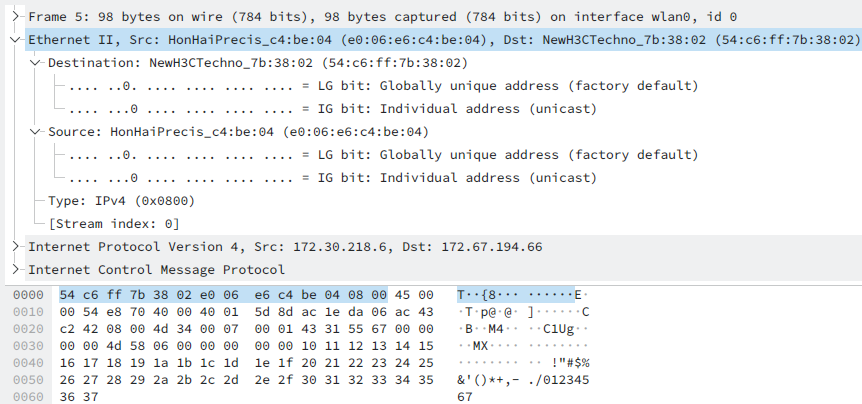 Frame 5: 98 bytes on wire (784 bits), 98 bytes captured (784 bits) on interface wlan0, id 0
Ethernet II, Src: HonHaiPrecis_c4:be:04 (e0:06:e6:c4:be:04), Dst: NewH3CTechno_7b:38:02 (54:c6:ff:7b:38:02)
Destination: NewH3CTechno_7b:38:02 (54:c6:ff:7b:38:02)
.... ..0. .... .... .... .... = LG bit: Globally unique address (factory default)
.... ...0 .... .... .... .... = IG bit: Individual address (unicast)
Source: HonHaiPrecis_c4:be:04 (e0:06:e6:c4:be:04)
.... ..0. .... .... .... .... = LG bit: Globally unique address (factory default)
.... ...0 .... .... .... .... = IG bit: Individual address (unicast)
Type: IPv4 (0x0800)
[Stream index: 0]
Internet Protocol Version 4, Src: 172.30.218.6, Dst: 172.67.194.66
Internet Control Message Protocol
0000 54 c6 ff 7b 38 02 e0 06 e6 c4 be 04 08 00 45 00 T··{8··· ······E·
0010 00 54 e8 70 40 00 40 01 5d 8d ac 1e da 06 ac 43 ·T·p@·@· ]······C
0020 c2 42 08 00 4d 34 00 07 00 01 43 31 55 67 00 00 ·B··M4·· ··C1Ug··
0030 00 00 4d 58 06 00 00 00 00 00 10 11 12 13 14 15 ··MX···· ········
0040 16 17 18 19 1a 1b 1c 1d 1e 1f 20 21 22 23 24 25 ········ ·· !"#$%
0050 26 27 28 29 2a 2b 2c 2d 2e 2f 30 31 32 33 34 35 &'()*+,- ./012345
0060 36 37 67